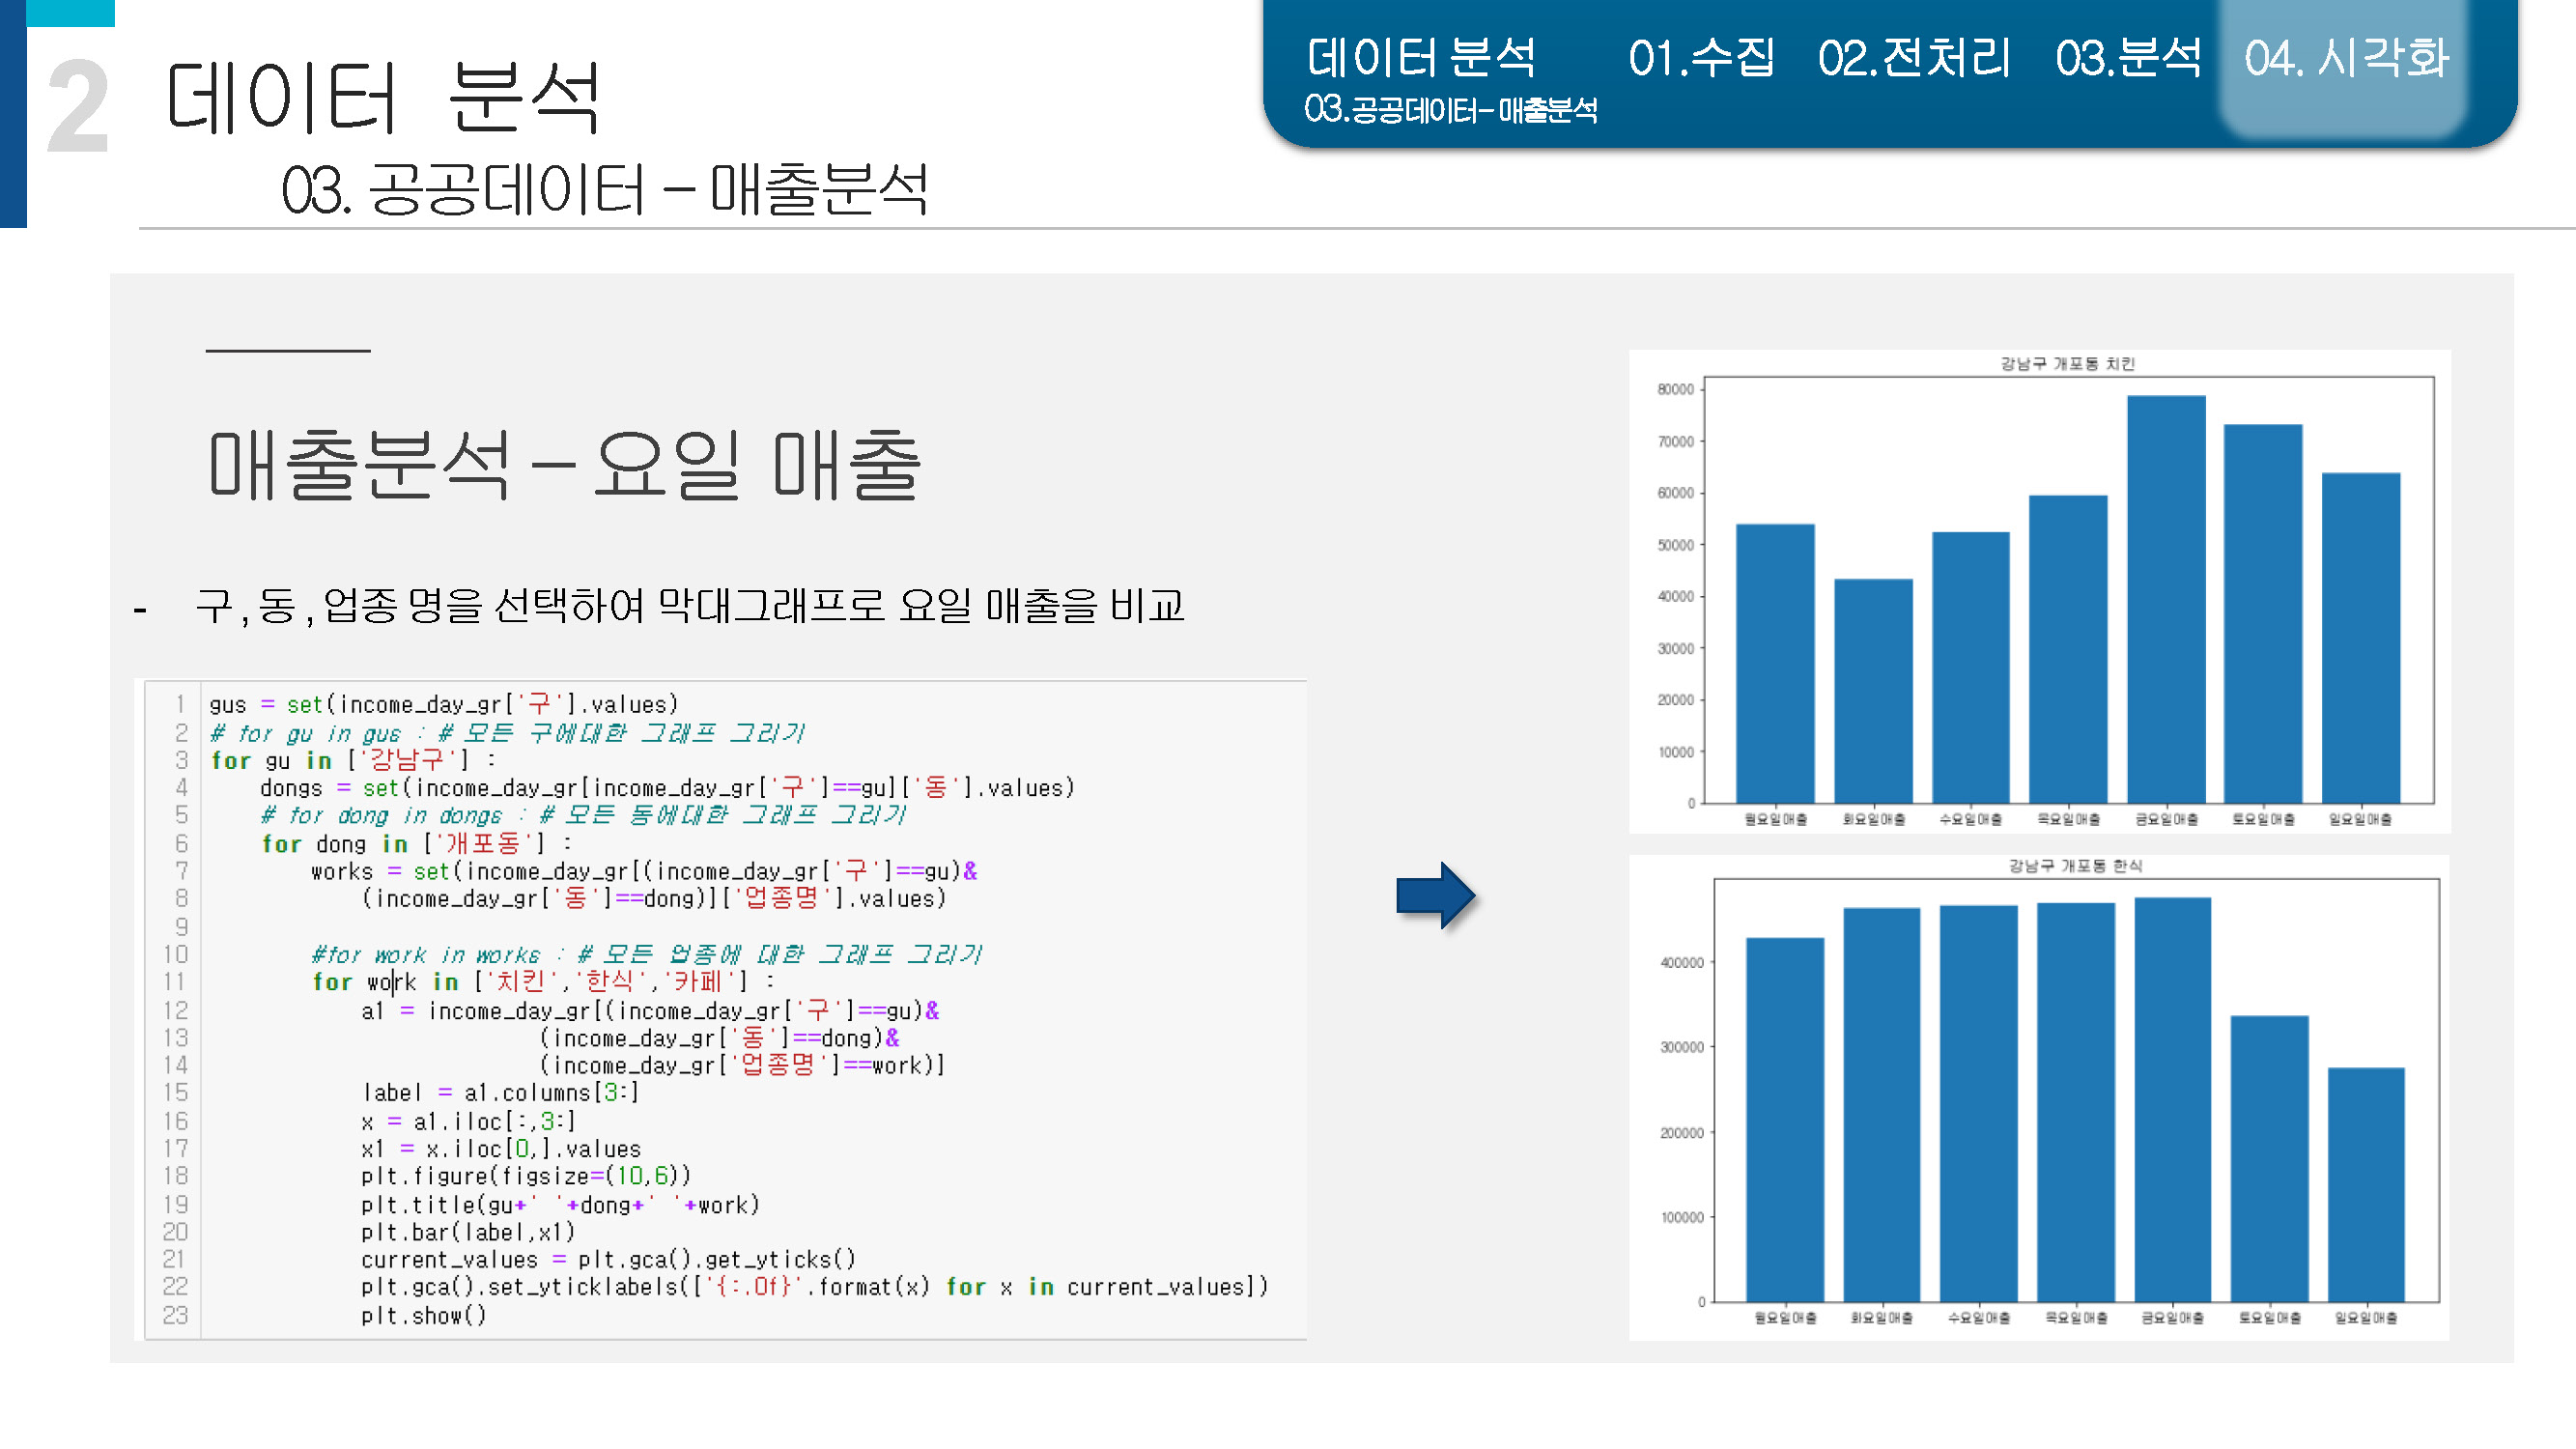 2
데이터 분석
03. 공공데이터 – 매출분석
데이터 분석 01.수집 02.전처리 03.분석 04. 시각화
03.공공데이터- 매출분석
매출분석 – 요일 매출
- 구 , 동 , 업종 명을 선택하여 막대그래프로 요일 매출을 비교
1 gus = set(income_day_gr['구'].values)
2 # for gu in gus : # 모든 구에대한 그래프 그리기
3 for gu in ['강남구'] :
4 dongs = set(income_day_gr[income_day_gr['구']==gu]['동'].values)
5 # for dong in dongs : # 모든 동에대한 그래프 그리기
6 for dong in ['개포동'] :
7 works = set(income_day_gr[(income_day_gr['구']==gu)&
8 (income_day_gr['동']==dong)]['업종명'].values)
9
10 #for work in works : # 모든 업종에 대한 그래프 그리기
11 for work in ['치킨','한식','카페'] :
12 a1 = income_day_gr[(income_day_gr['구']==gu)&
13 (income_day_gr['동']==dong)&
14 (income_day_gr['업종명']==work)]
15 label = a1.columns[3:]
16 x = a1.iloc[:,3:]
17 x1 = x.iloc[0,].values
18 plt.figure(figsize=(10,6))
19 plt.title(gu+' '+dong+' '+work)
20 plt.bar(label,x1)
21 current_values = plt.gca().get_yticks()
22 plt.gca().set_yticklabels(['{:.0f}'.format(x) for x in current_values])
23 plt.show()
강남구 개포동 치킨
80000
70000
60000
50000
40000
30000
20000
10000
0
월요일매출 화요일매출 수요일매출 목요일매출 금요일매출 토요일매출 일요일매출
강남구 개포동 한식
400000
300000
200000
100000
0
월요일매출 화요일매출 수요일매출 목요일매출 금요일매출 토요일매출 일요일매출